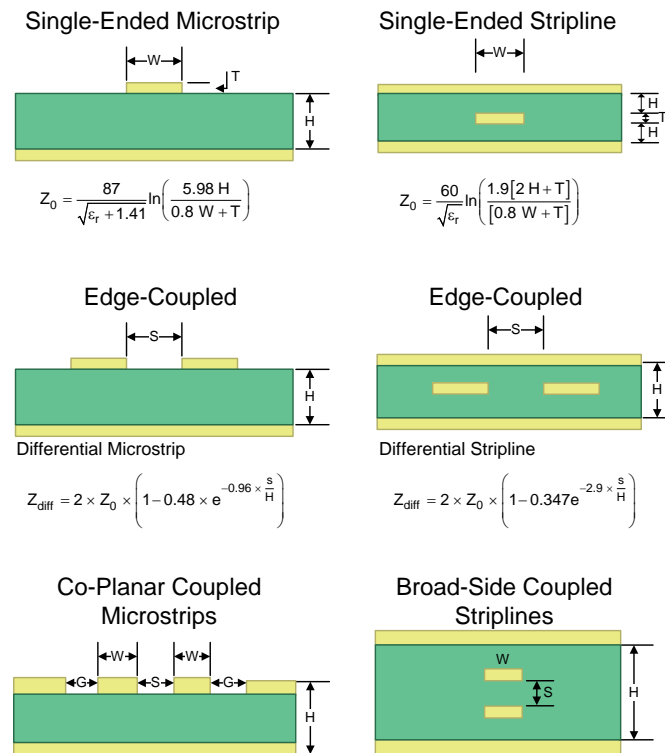 Single-Ended Microstrip
W
T
H
Z₀ = 87/√(εᵣ + 1.41) ln(5.98 H/(0.8 W + T))
Single-Ended Stripline
W
H
T
H
Z₀ = 60/√εᵣ ln(1.9[2 H + T]/[0.8 W + T])
Edge-Coupled
S
H
Differential Microstrip
Z_diff = 2 × Z₀ × (1 − 0.48 × e^(−0.96 × s/H))
Edge-Coupled
S
H
Differential Stripline
Z_diff = 2 × Z₀ × (1 − 0.347e^(−2.9 × s/H))
Co-Planar Coupled
Microstrips
W W
G S G
H
Broad-Side Coupled
Striplines
W
S
H